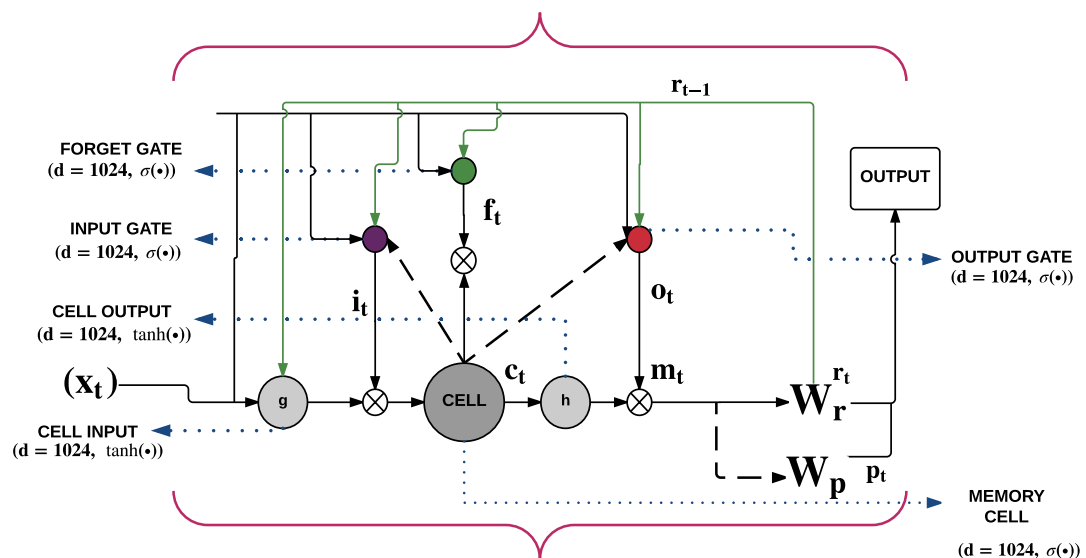 r_{t−1}
FORGET GATE
(d = 1024, σ(•))
f_t
OUTPUT
INPUT GATE
(d = 1024, σ(•))
OUTPUT GATE
(d = 1024, σ(•))
i_t
o_t
CELL OUTPUT
(d = 1024, tanh(•))
(x_t)
c_t
m_t
r_t
g
CELL
h
W_r
CELL INPUT
(d = 1024, tanh(•))
W_p
p_t
MEMORY
CELL
(d = 1024, σ(•))